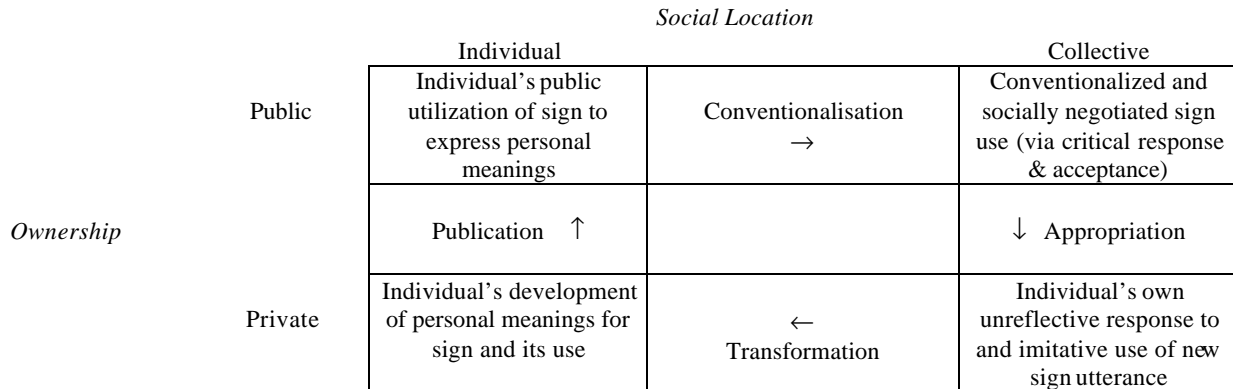 Social Location
Individual Collective
Individual's public Conventionalized and
Public utilization of sign to Conventionalisation socially negotiated sign
express personal → use (via critical response
meanings & acceptance)
Ownership Publication ↑ ↓ Appropriation
Individual's development Individual's own
Private of personal meanings for ← unreflective response to
sign and its use Transformation and imitative use of new
sign utterance